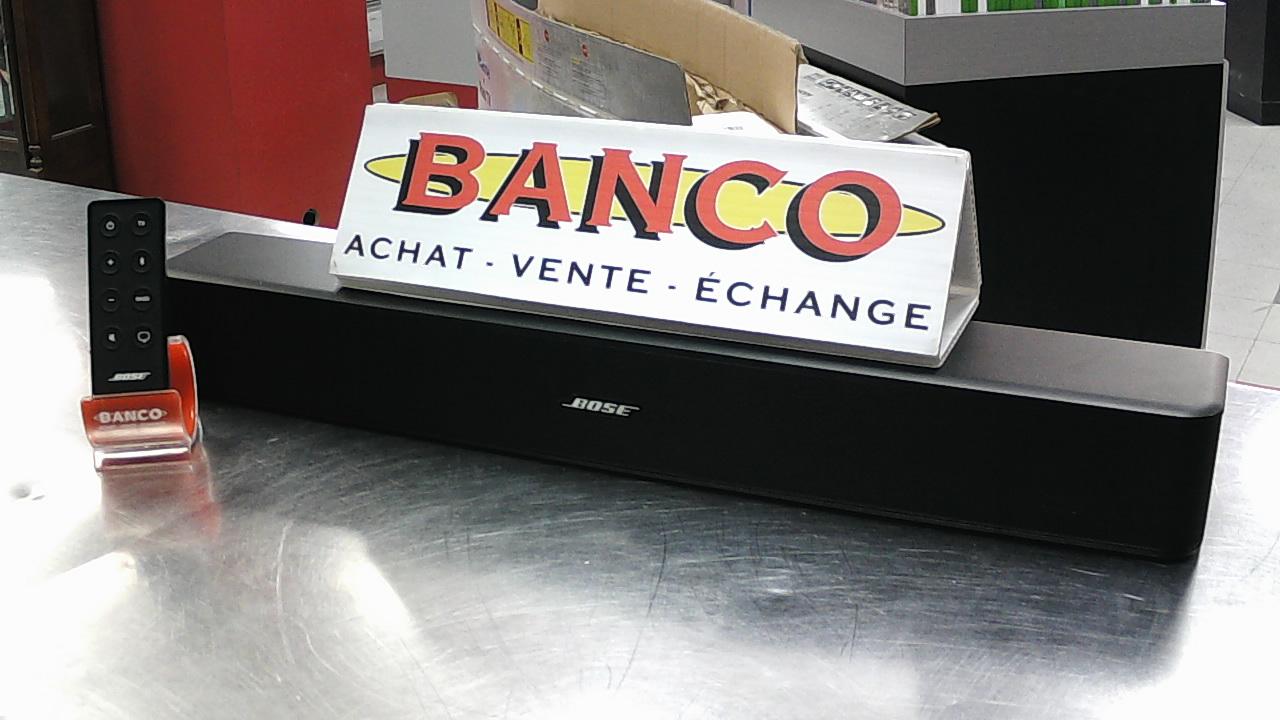 BANCO
ACHAT - VENTE - ÉCHANGE
BOSE
BOSE
BANCO